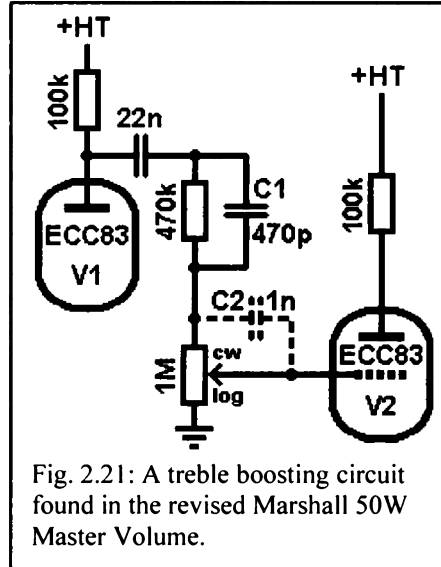 +HT
100k
22n
+HT
470k
C1
470p
100k
ECC83
V1
C2
1n
1M
cw
log
ECC83
V2
Fig. 2.21: A treble boosting circuit
found in the revised Marshall 50W
Master Volume.